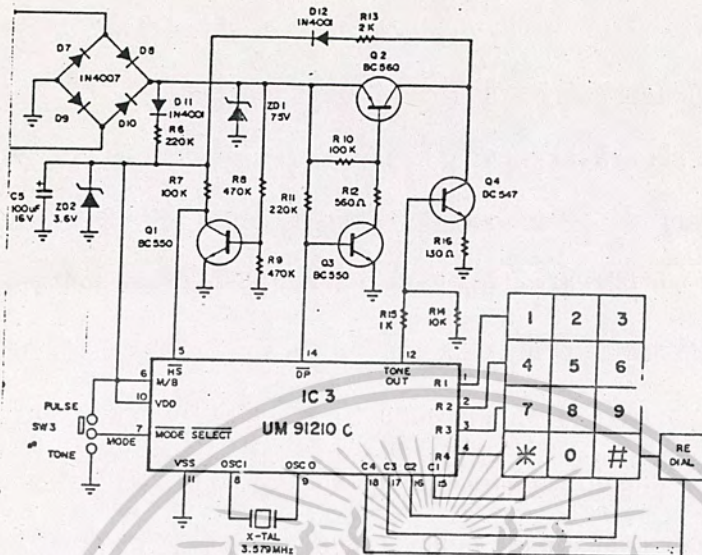 D12
1N4001
R13
2K
D7
D8
1N4007
D9
D10
D11
1N4001
R6
220K
ZD1
75V
Q2
BC560
R10
100K
R12
560Ω
R11
220K
Q4
DC547
R16
130Ω
C5
100uF
16V
ZD2
3.6V
R7
100K
R8
470K
Q1
BC550
R9
470K
Q3
BC550
R15
1K
R14
10K
5
14
12
HS
DP
TONE
OUT
6
M/B
10
VDD
7
MODE SELECT
IC 3
UM 91210 C
PULSE
SW3
TONE
MODE
R1
1
R2
2
R3
3
R4
4
VSS
OSCI
OSCO
C4
C3
C2
C1
11
8
9
18
17
16
15
X-TAL
3.579MHz
1 2 3
4 5 6
7 8 9
* 0 #
RE
DIAL